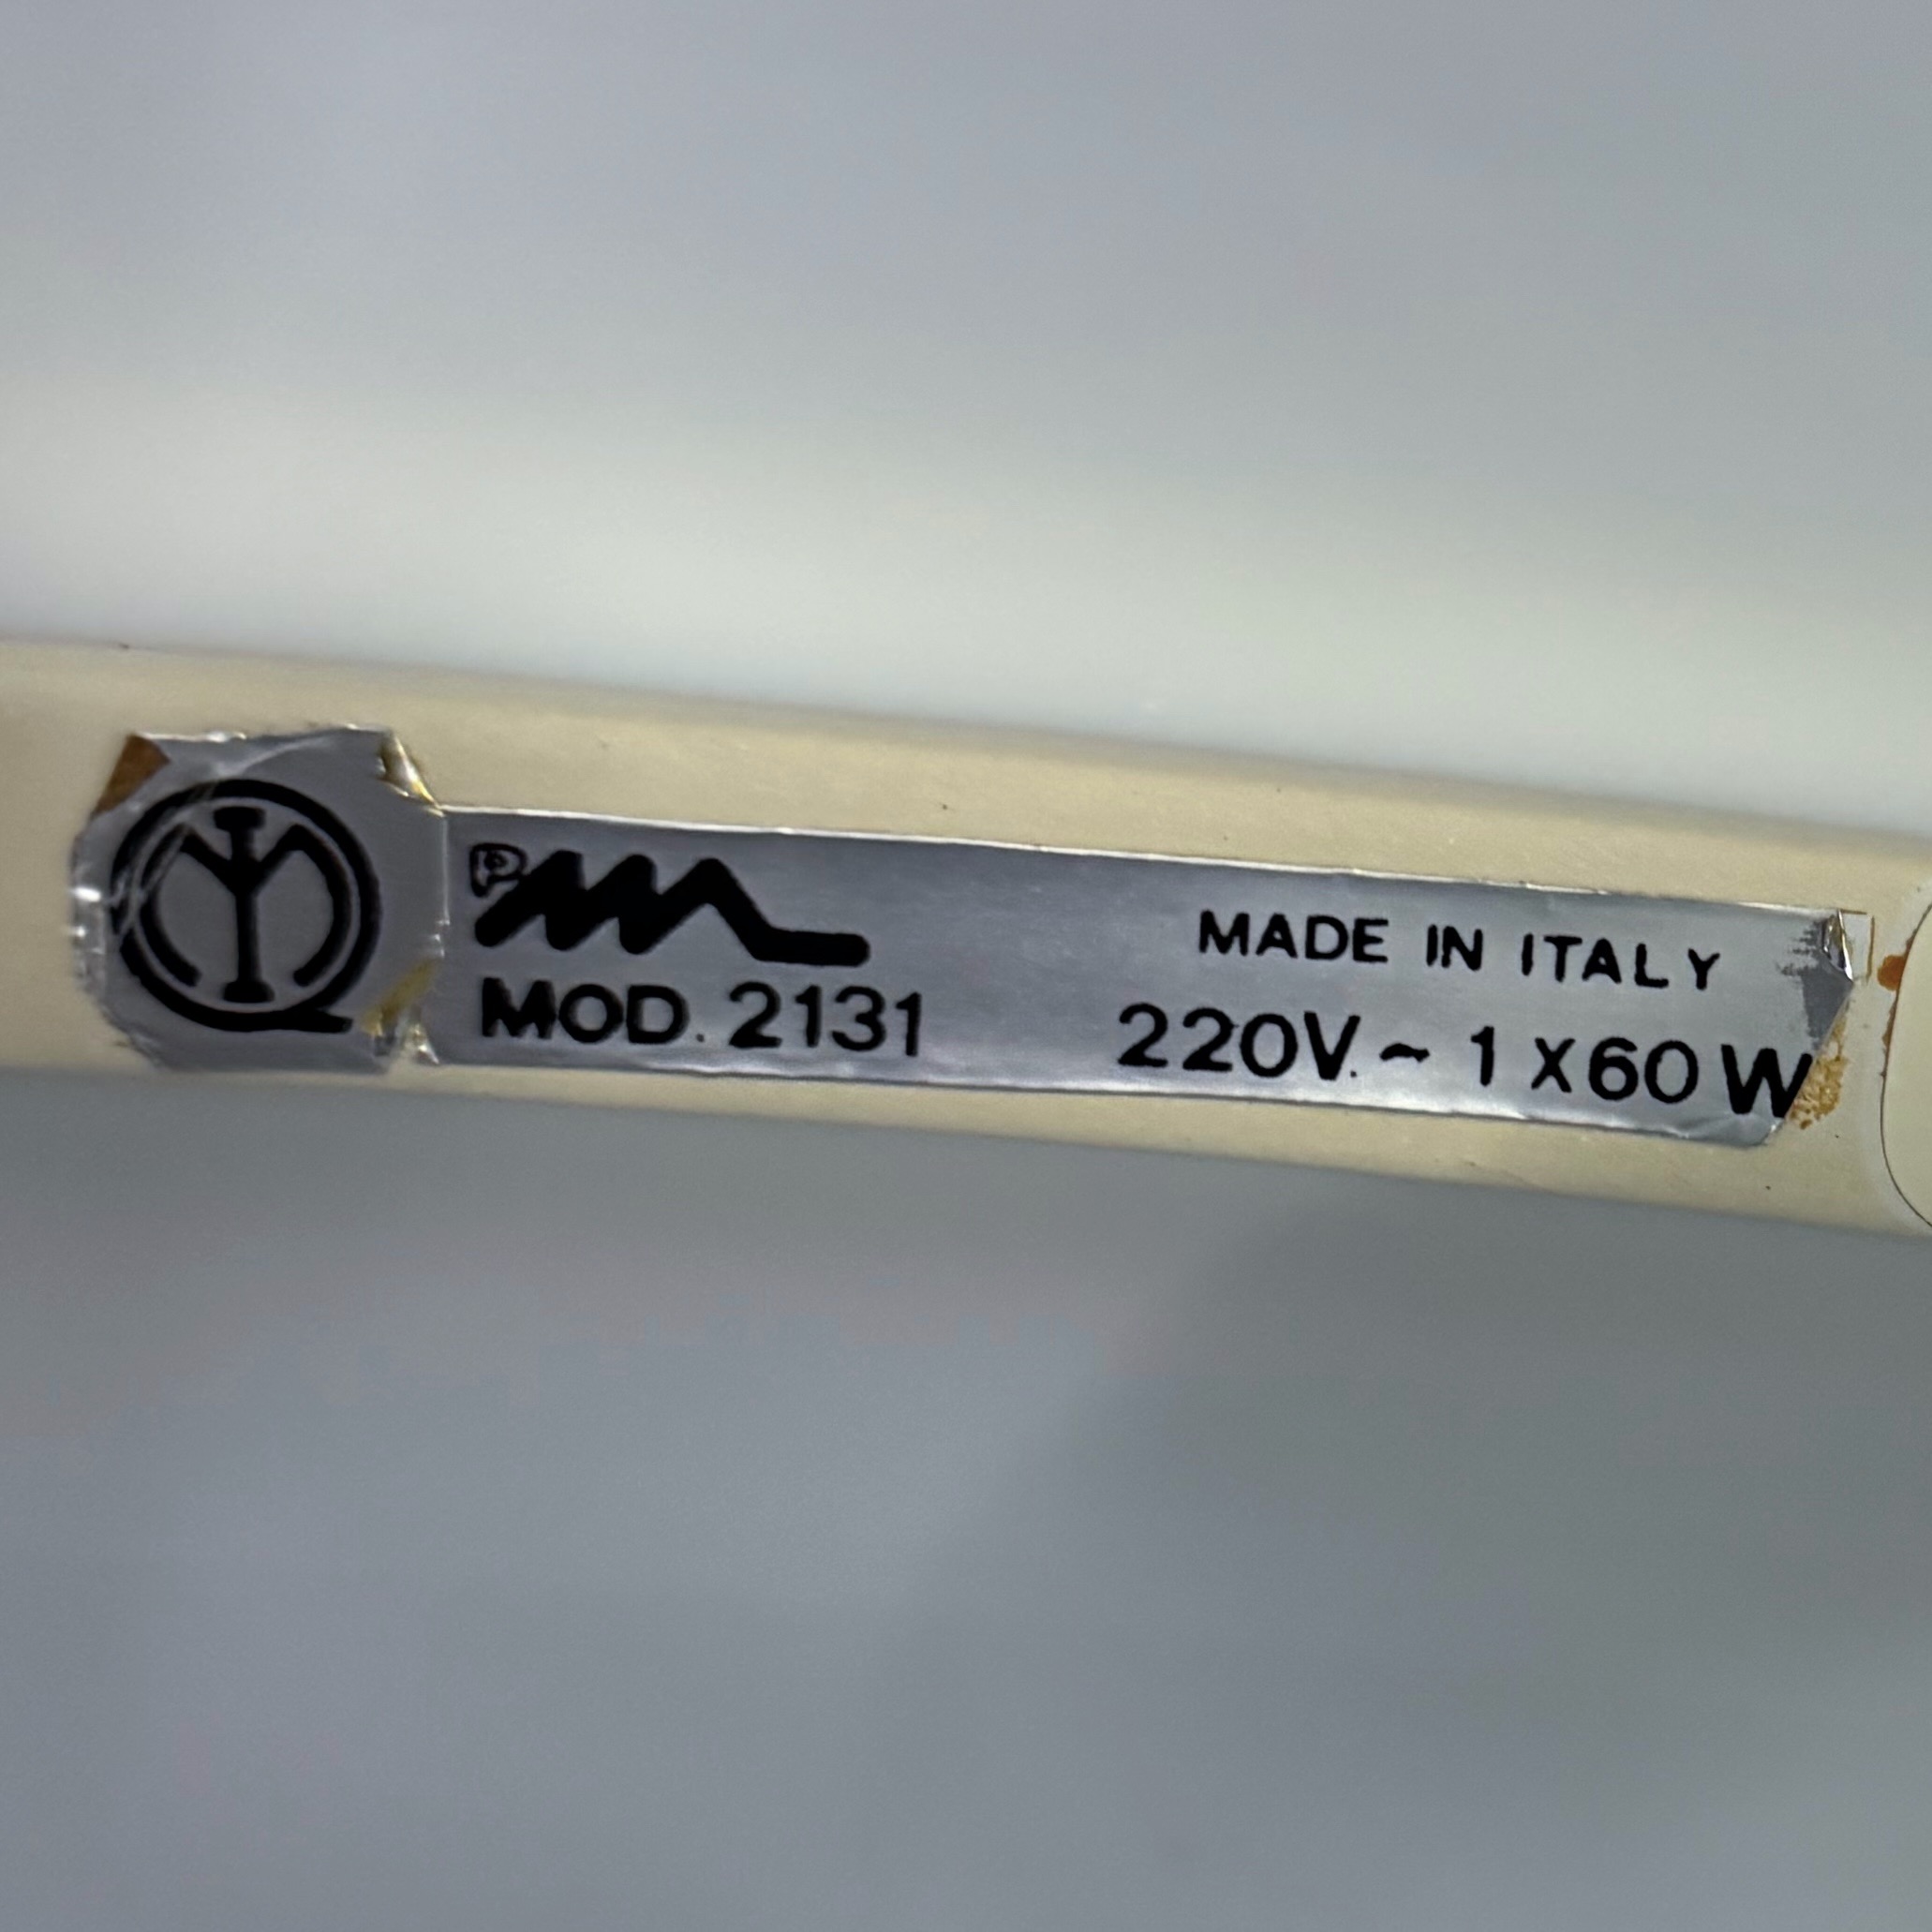 MADE IN ITALY
MOD. 2131
220V.~ 1 X 60 W